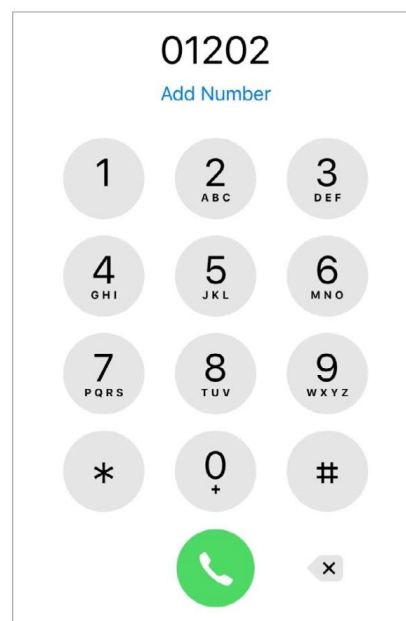 01202
Add Number
1 2 3
ABC DEF
4 5 6
GHI JKL MNO
7 8 9
PQRS TUV WXYZ
* 0 #
+